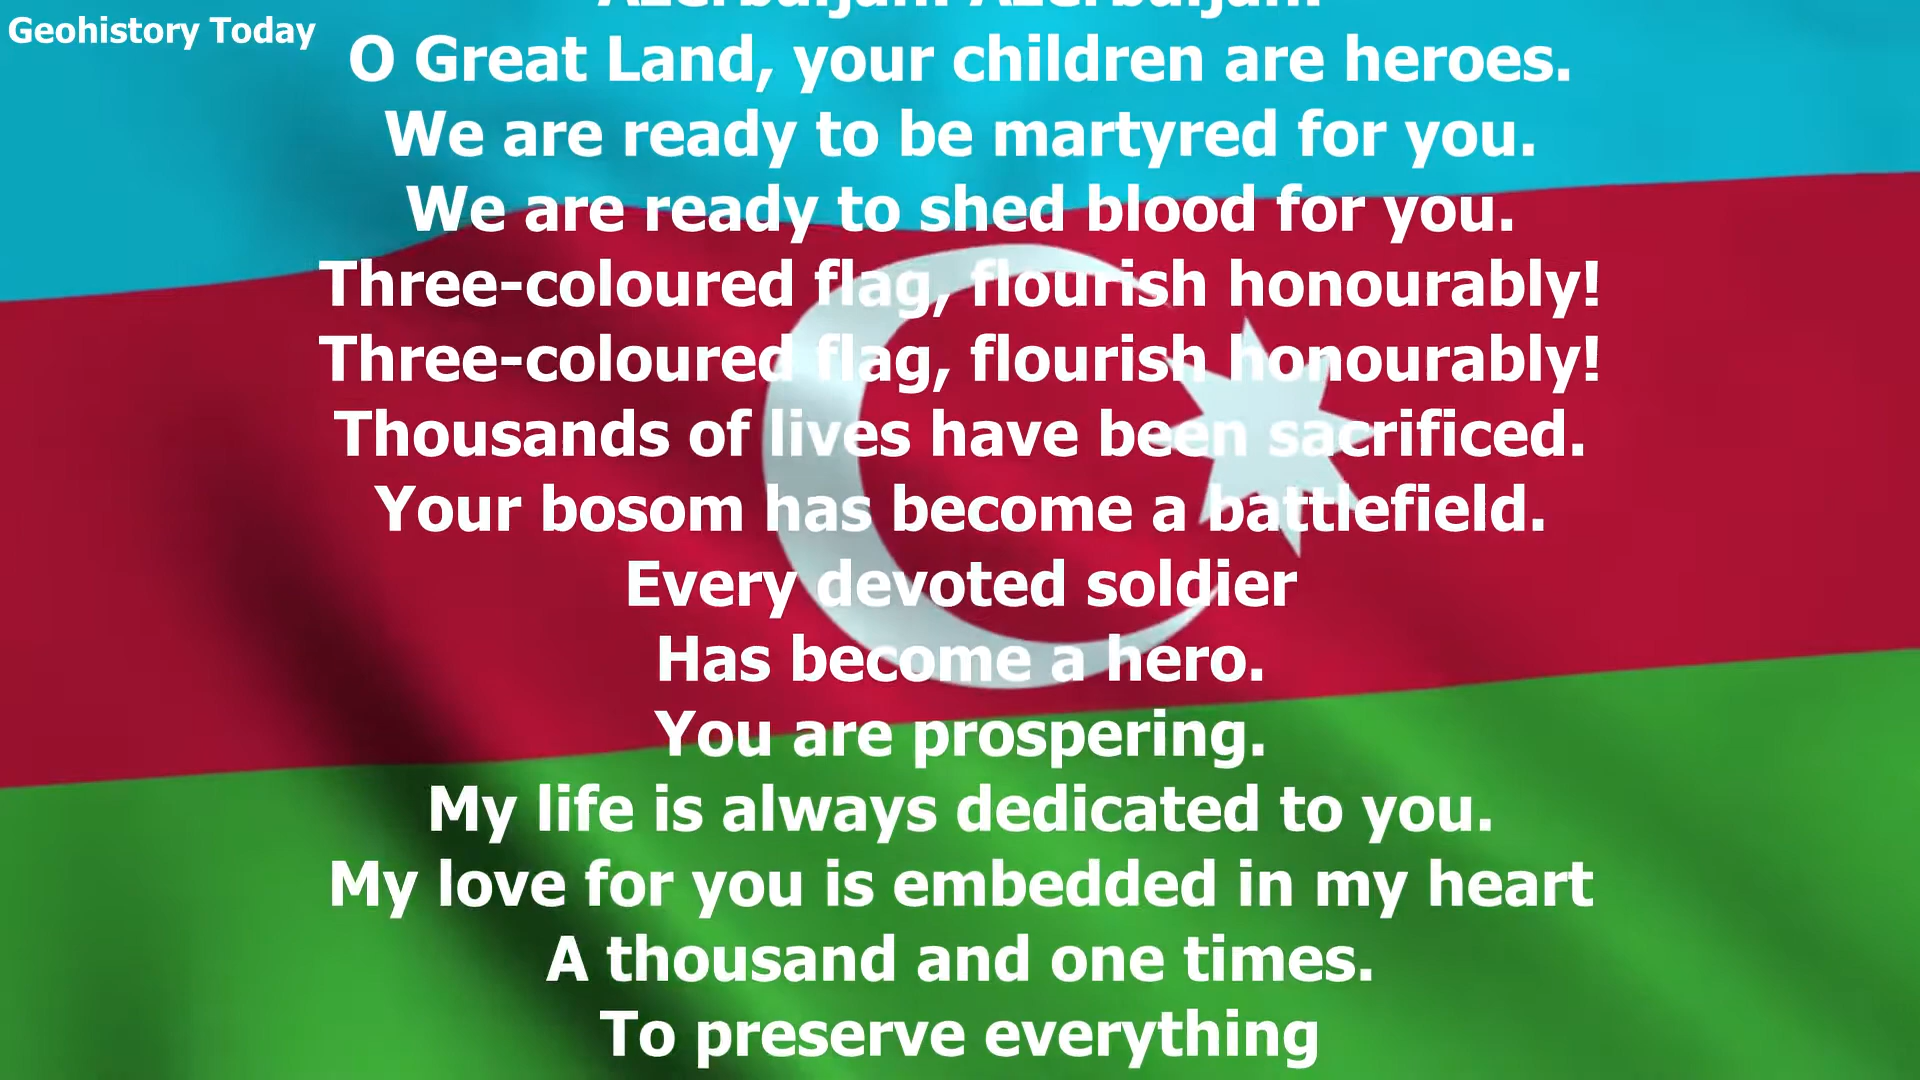 Geohistory Today
Azerbaijan! Azerbaijan!
O Great Land, your children are heroes.
We are ready to be martyred for you.
We are ready to shed blood for you.
Three-coloured flag, flourish honourably!
Three-coloured flag, flourish honourably!
Thousands of lives have been sacrificed.
Your bosom has become a battlefield.
Every devoted soldier
Has become a hero.
You are prospering.
My life is always dedicated to you.
My love for you is embedded in my heart
A thousand and one times.
To preserve everything